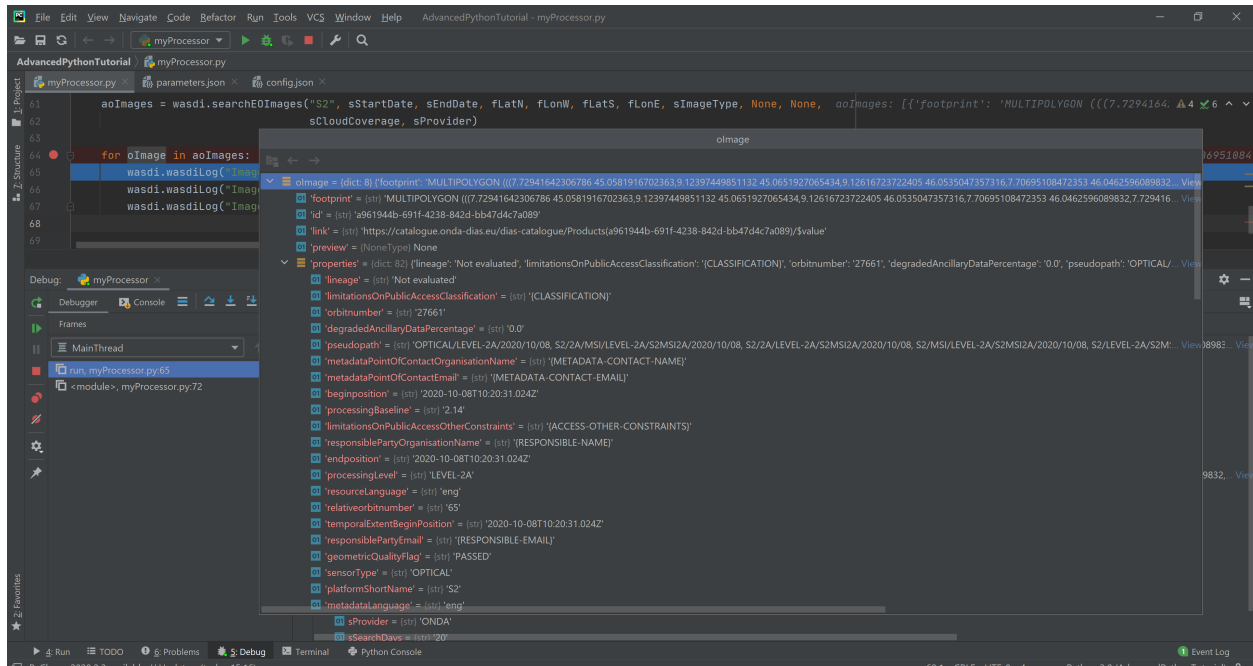 File Edit View Navigate Code Refactor Run Tools VCS Window Help AdvancedPythonTutorial - myProcessor.py
myProcessor
AdvancedPythonTutorial myProcessor.py
myProcessor.py parameters.json config.json
1: Project
Z: Structure
2: Favorites
61 aoImages = wasdi.searchEOImages("S2", sStartDate, sEndDate, fLatN, fLonW, fLatS, fLonE, sImageType, None, None, aoImages: [{'footprint': 'MULTIPOLYGON (((7.7294164. 4 6
62 sCloudCoverage, sProvider)
63
64 for oImage in aoImages: 06951084
65 wasdi.wasdiLog("Imag
66 wasdi.wasdiLog("Imag
67 wasdi.wasdiLog("Imag
68
69
oImage
oImage = {dict: 8} {'footprint': 'MULTIPOLYGON (((7.72941642306786 45.0581916702363,9.12397449851132 45.0651927065434,9.12616723722405 46.0535047357316,7.70695108472353 46.0462596089832... View
'footprint' = {str} 'MULTIPOLYGON (((7.72941642306786 45.0581916702363,9.12397449851132 45.0651927065434,9.12616723722405 46.0535047357316,7.70695108472353 46.0462596089832,7.729416... View
'id' = {str} 'a961944b-691f-4238-842d-bb47d4c7a089'
'link' = {str} 'https://catalogue.onda-dias.eu/dias-catalogue/Products(a961944b-691f-4238-842d-bb47d4c7a089)/$value'
'preview' = {NoneType} None
'properties' = {dict: 82} {'lineage': 'Not evaluated', 'limitationsOnPublicAccessClassification': '{CLASSIFICATION}', 'orbitnumber': '27661', 'degradedAncillaryDataPercentage': '0.0', 'pseudopath': 'OPTICAL/... View
'lineage' = {str} 'Not evaluated'
'limitationsOnPublicAccessClassification' = {str} '{CLASSIFICATION}'
'orbitnumber' = {str} '27661'
'degradedAncillaryDataPercentage' = {str} '0.0'
'pseudopath' = {str} 'OPTICAL/LEVEL-2A/2020/10/08, S2/2A/MSI/LEVEL-2A/S2MSI2A/2020/10/08, S2/2A/LEVEL-2A/S2MSI2A/2020/10/08, S2/MSI/LEVEL-2A/S2MSI2A/2020/10/08, S2/LEVEL-2A/S2M... View
'metadataPointOfContactOrganisationName' = {str} '{METADATA-CONTACT-NAME}'
'metadataPointOfContactEmail' = {str} '{METADATA-CONTACT-EMAIL}'
'beginposition' = {str} '2020-10-08T10:20:31.024Z'
'processingBaseline' = {str} '2.14'
'limitationsOnPublicAccessOtherConstraints' = {str} '{ACCESS-OTHER-CONSTRAINTS}'
'responsiblePartyOrganisationName' = {str} '{RESPONSIBLE-NAME}'
'endposition' = {str} '2020-10-08T10:20:31.024Z'
'processingLevel' = {str} 'LEVEL-2A'
'resourceLanguage' = {str} 'eng'
'relativeorbitnumber' = {str} '65'
'temporalExtentBeginPosition' = {str} '2020-10-08T10:20:31.024Z'
'responsiblePartyEmail' = {str} '{RESPONSIBLE-EMAIL}'
'geometricQualityFlag' = {str} 'PASSED'
'sensorType' = {str} 'OPTICAL'
'platformShortName' = {str} 'S2'
'metadataLanguage' = {str} 'eng'
sProvider = {str} 'ONDA'
sSearchDays = {str} '20'
Debug: myProcessor
Debugger Console
Frames
MainThread
run, myProcessor.py:65
<module>, myProcessor.py:72
9832,... View
4: Run TODO 6: Problems 5: Debug Terminal Python Console 1 Event Log